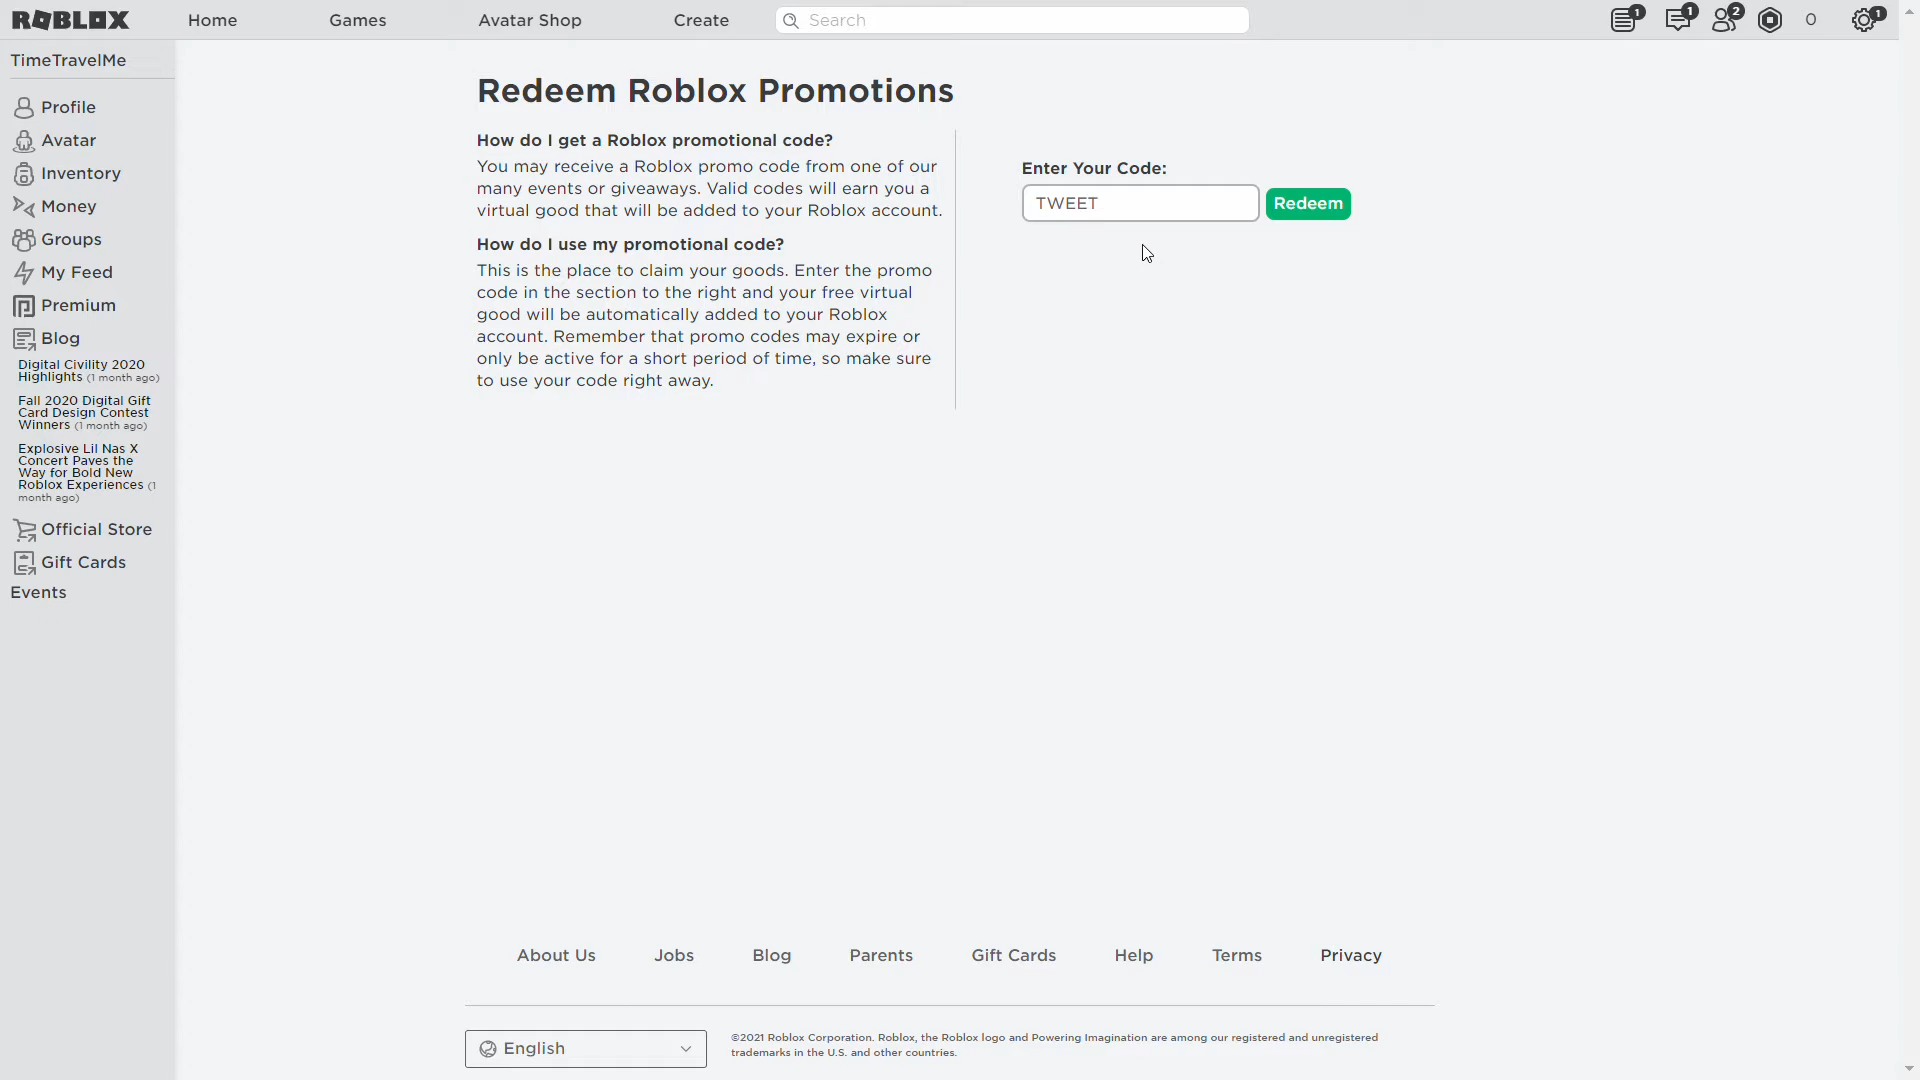 ROBLOX
Home
Games
Avatar Shop
Create
Search
1
1
2
0
1
TimeTravelMe
Profile
Avatar
Inventory
Money
Groups
My Feed
Premium
Blog
Digital Civility 2020
Highlights (1 month ago)
Fall 2020 Digital Gift
Card Design Contest
Winners (1 month ago)
Explosive Lil Nas X
Concert Paves the
Way for Bold New
Roblox Experiences (1
month ago)
Official Store
Gift Cards
Events
Redeem Roblox Promotions
How do I get a Roblox promotional code?
You may receive a Roblox promo code from one of our
many events or giveaways. Valid codes will earn you a
virtual good that will be added to your Roblox account.
How do I use my promotional code?
This is the place to claim your goods. Enter the promo
code in the section to the right and your free virtual
good will be automatically added to your Roblox
account. Remember that promo codes may expire or
only be active for a short period of time, so make sure
to use your code right away.
Enter Your Code:
TWEET
Redeem
About Us
Jobs
Blog
Parents
Gift Cards
Help
Terms
Privacy
English
©2021 Roblox Corporation. Roblox, the Roblox logo and Powering Imagination are among our registered and unregistered
trademarks in the U.S. and other countries.